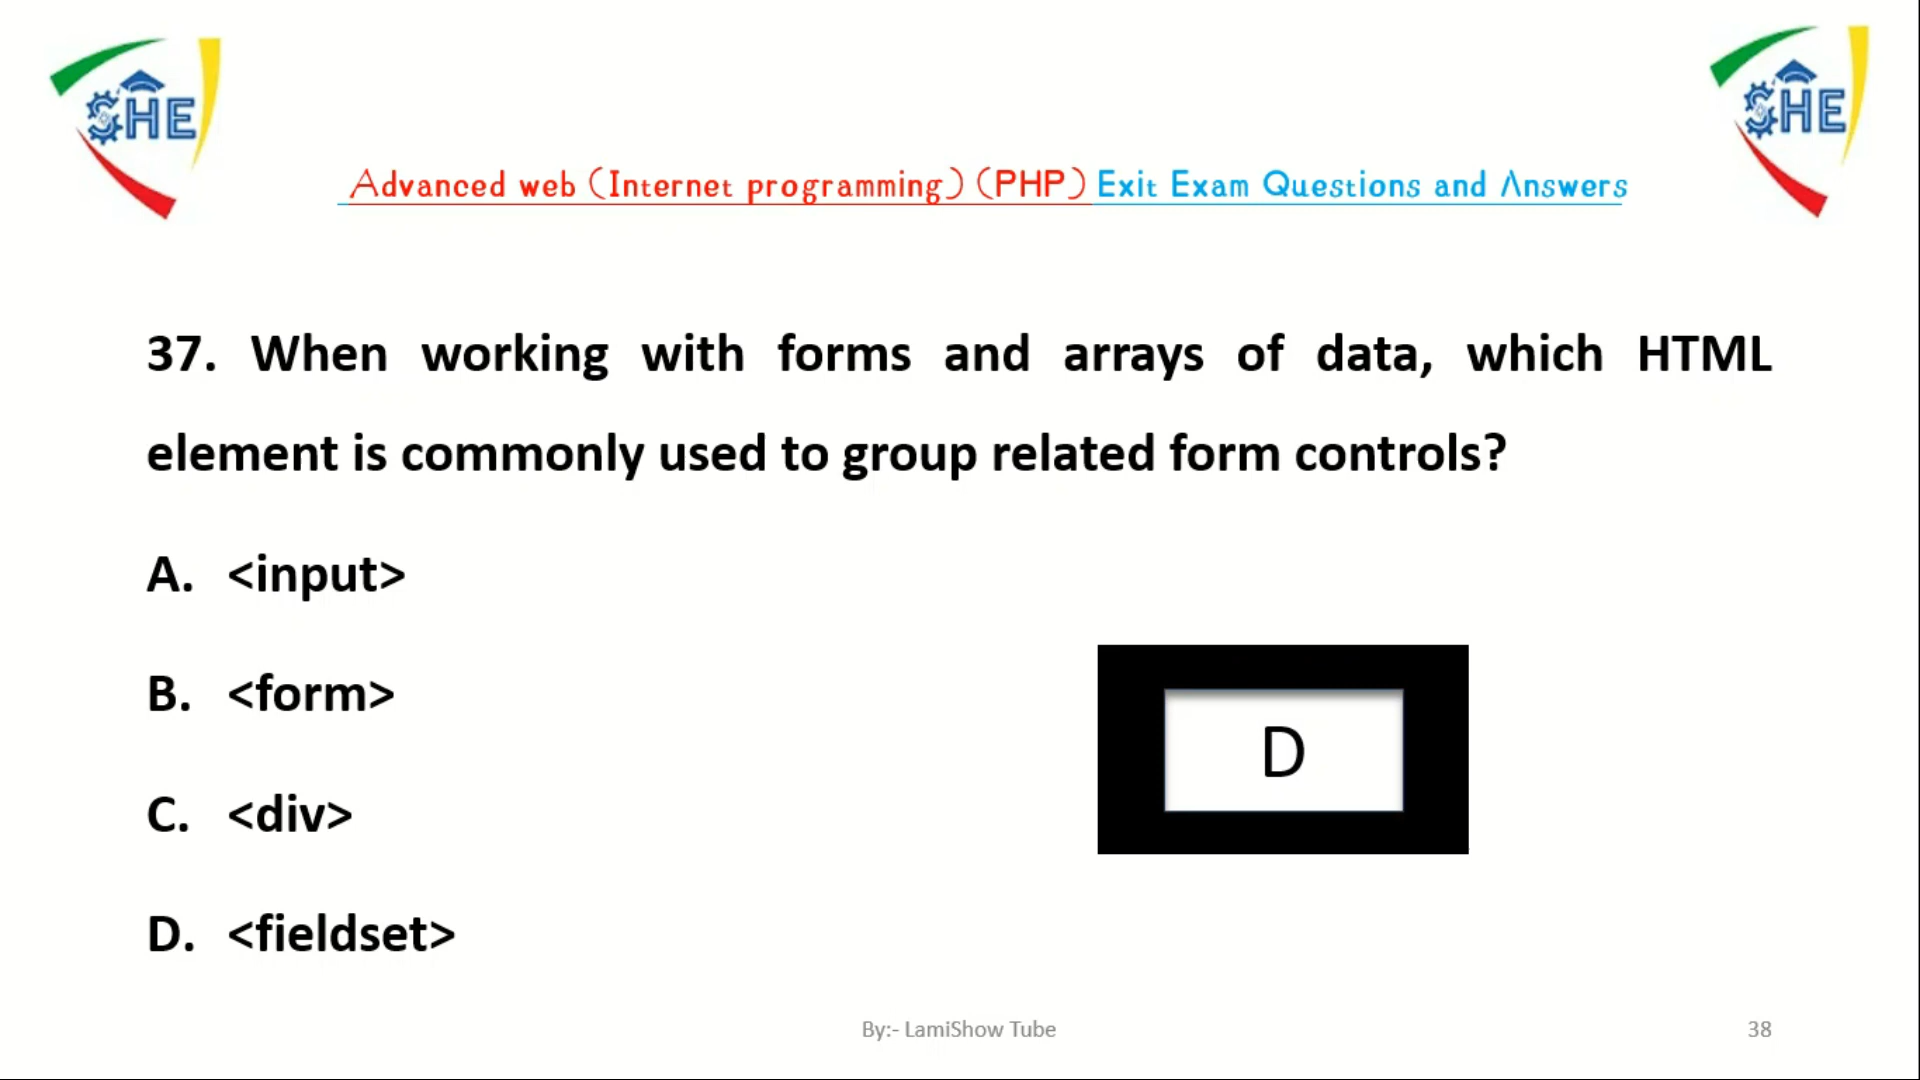 SHE
SHE
Advanced web (Internet programming) (PHP) Exit Exam Questions and Answers
37. When working with forms and arrays of data, which HTML
element is commonly used to group related form controls?
A. <input>
B. <form>
C. <div>
D
D. <fieldset>
By:- LamiShow Tube
38